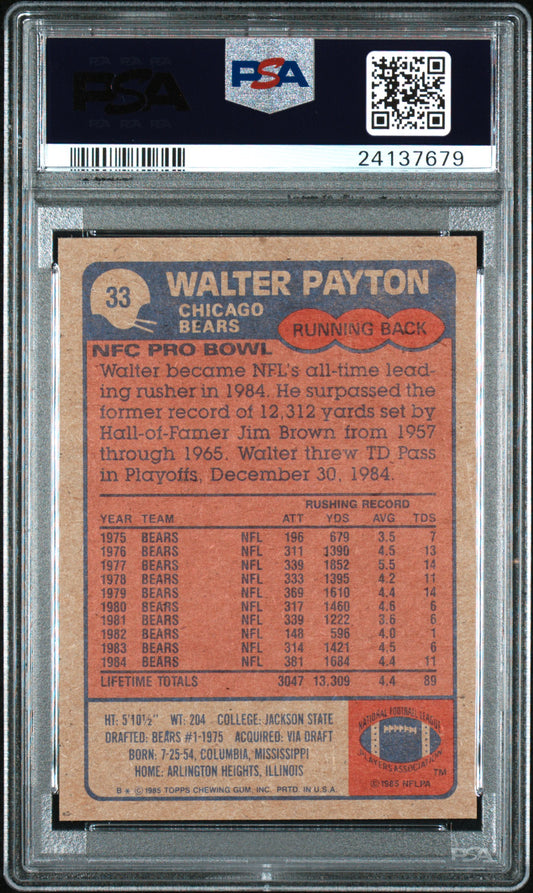 PSA
PSA
24137679
33
WALTER PAYTON
CHICAGO
BEARS
RUNNING BACK
NFC PRO BOWL
Walter became NFL's all-time lead-
ing rusher in 1984. He surpassed the
former record of 12,312 yards set by
Hall-of-Famer Jim Brown from 1957
through 1965. Walter threw TD Pass
in Playoffs, December 30, 1984.
RUSHING RECORD
YEAR TEAM ATT YDS AVG TDS
1975 BEARS NFL 196 679 3.5 7
1976 BEARS NFL 311 1390 4.5 13
1977 BEARS NFL 339 1852 5.5 14
1978 BEARS NFL 333 1395 4.2 11
1979 BEARS NFL 369 1610 4.4 14
1980 BEARS NFL 317 1460 4.6 6
1981 BEARS NFL 339 1222 3.6 6
1982 BEARS NFL 148 596 4.0 1
1983 BEARS NFL 314 1421 4.5 6
1984 BEARS NFL 381 1684 4.4 11
LIFETIME TOTALS 3047 13,309 4.4 89
HT: 5'10½" WT: 204 COLLEGE: JACKSON STATE
DRAFTED: BEARS #1-1975 ACQUIRED: VIA DRAFT
BORN: 7-25-54, COLUMBIA, MISSISSIPPI
HOME: ARLINGTON HEIGHTS, ILLINOIS
B * © 1985 TOPPS CHEWING GUM, INC. PRTD. IN U.S.A.
NATIONAL FOOTBALL LEAGUE
PLAYERS ASSOCIATION
TM
© 1985 NFLPA
PSA